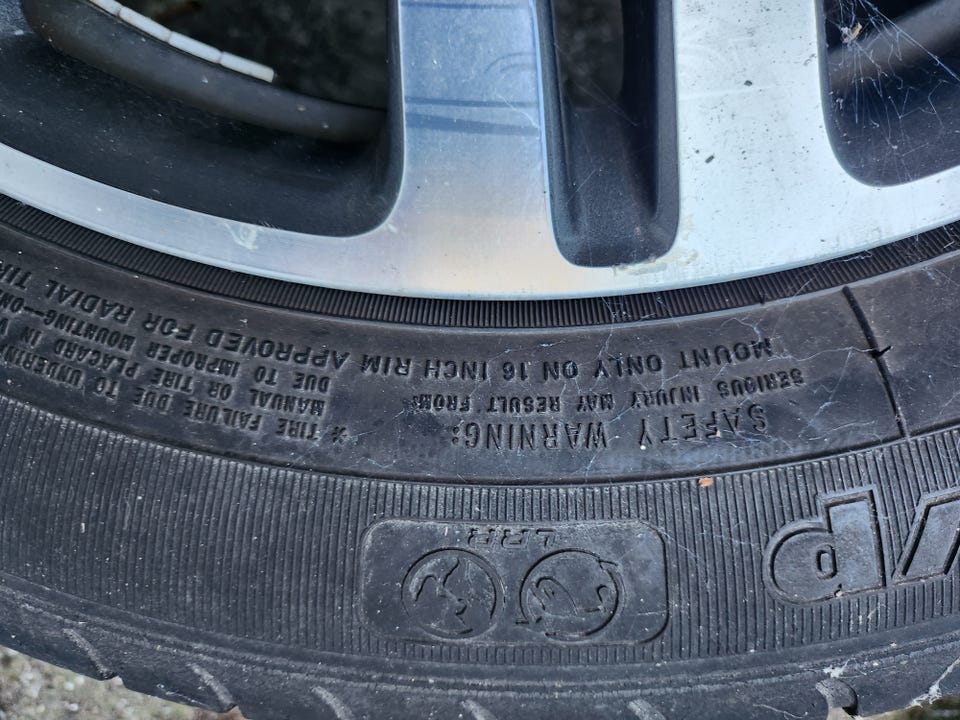 LRR
SAFETY WARNING:
SERIOUS INJURY MAY RESULT FROM:
* TIRE FAILURE DUE TO
MANUAL OR TIRE PLACARD IN
DUE TO IMPROPER MOUNTING--
MOUNT ONLY ON 16 INCH RIM APPROVED FOR RADIAL